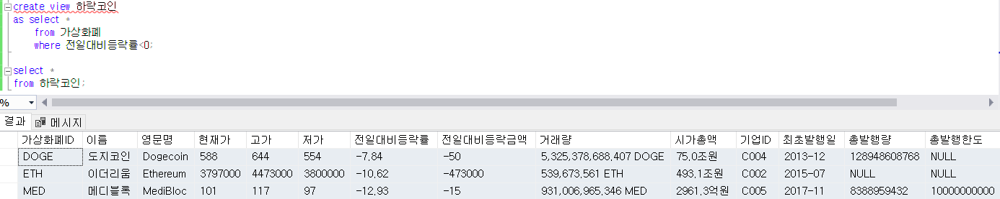 create view 하락코인
as select *
from 가상화폐
where 전일대비등락률<0;
select *
from 하락코인;
%
결과 메시지
가상화폐ID 이름 영문명 현재가 고가 저가 전일대비등락률 전일대비등락금액 거래량 시가총액 기업ID 최초발행일 총발행량 총발행한도
DOGE 도지코인 Dogecoin 588 644 554 -7.84 -50 5,325,378,688,407 DOGE 75.0조원 C004 2013-12 128948608768 NULL
ETH 이더리움 Ethereum 3797000 4473000 3800000 -10.62 -473000 539,673,561 ETH 493.1조원 C002 2015-07 NULL NULL
MED 메디블록 MediBloc 101 117 97 -12.93 -15 931,006,965,346 MED 2961.3억원 C005 2017-11 8388959432 10000000000